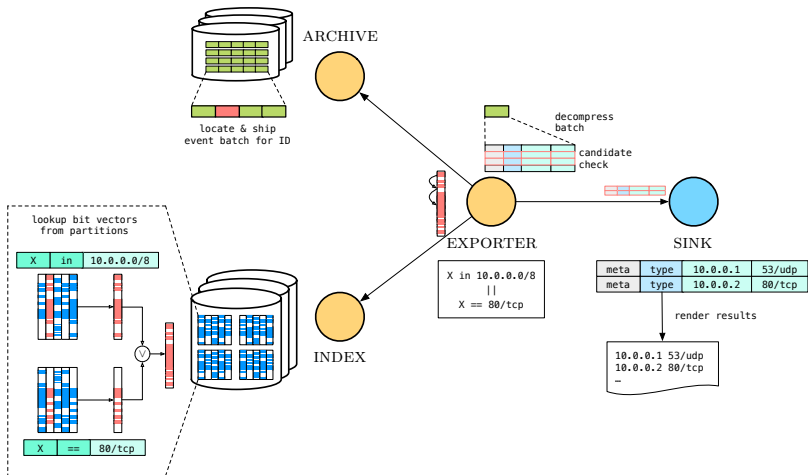 ARCHIVE
locate & ship
event batch for ID
decompress
batch
candidate
check
lookup bit vectors
from partitions
X in 10.0.0.0/8
∨
X == 80/tcp
INDEX
EXPORTER
X in 10.0.0.0/8
||
X == 80/tcp
SINK
meta type 10.0.0.1 53/udp
meta type 10.0.0.2 80/tcp
render results
10.0.0.1 53/udp
10.0.0.2 80/tcp
…